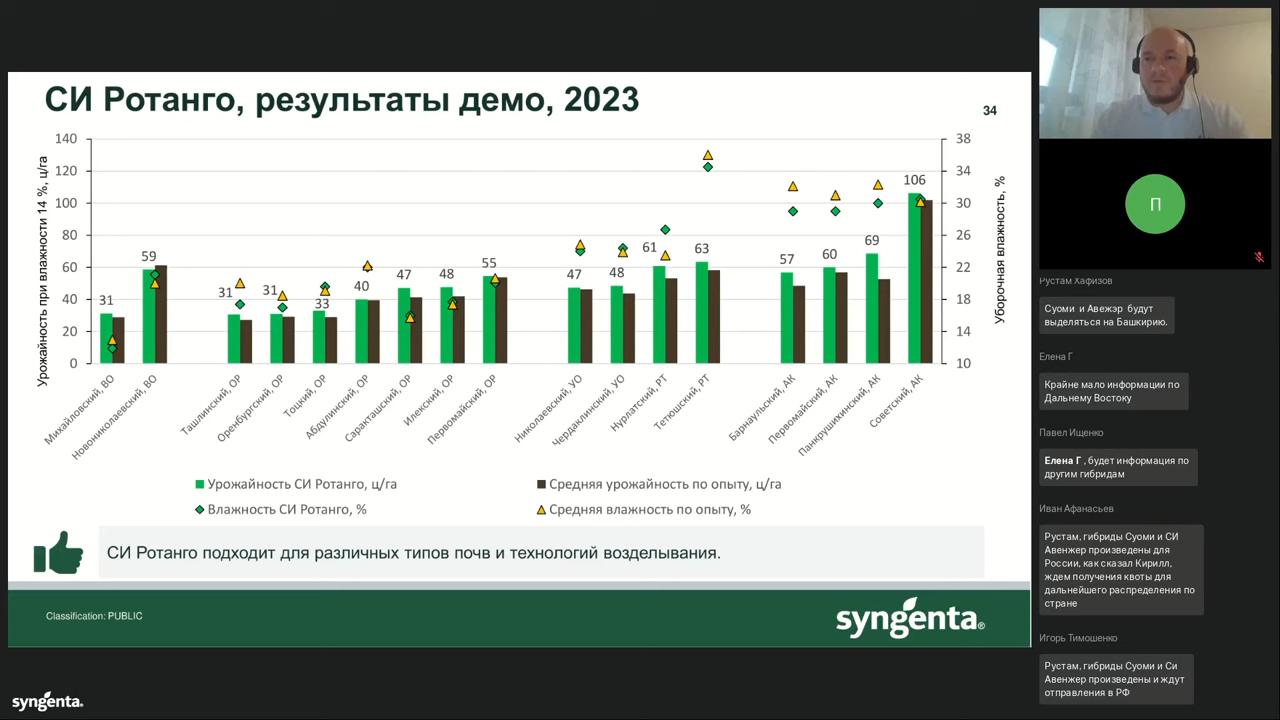 СИ Ротанго, результаты демо, 2023
34
Урожайность при влажности 14 %, ц/га
140
120
100
80
60
40
20
0
38
34
30
26
22
18
14
10
Уборочная влажность, %
31
59
31
31
33
40
47
48
55
47
48
61
63
57
60
69
106
Михайловский, ВО
Новониколаевский, ВО
Ташлинский, ОР
Оренбургский, ОР
Тоцкий, ОР
Абдулинский, ОР
Саракташский, ОР
Илекский, ОР
Первомайский, ОР
Николаевский, УО
Чердаклинский, УО
Нурлатский, РТ
Тетюшский, РТ
Барнаульский, АК
Первомайский, АК
Панкрушихинский, АК
Советский, АК
Урожайность СИ Ротанго, ц/га
Средняя урожайность по опыту, ц/га
Влажность СИ Ротанго, %
Средняя влажность по опыту, %
СИ Ротанго подходит для различных типов почв и технологий возделывания.
Classification: PUBLIC
syngenta®
syngenta.
П
Рустам Хафизов
Суоми и Авежэр будут
выделяться на Башкирию.
Елена Г
Крайне мало информации по
Дальнему Востоку
Павел Ищенко
Елена Г , будет информация по
другим гибридам
Иван Афанасьев
Рустам, гибриды Суоми и СИ
Авенжер произведены для
России, как сказал Кирилл,
ждем получения квоты для
дальнейшего распределения по
стране
Игорь Тимошенко
Рустам, гибриды Суоми и Си
Авенжер произведены и ждут
отправления в РФ